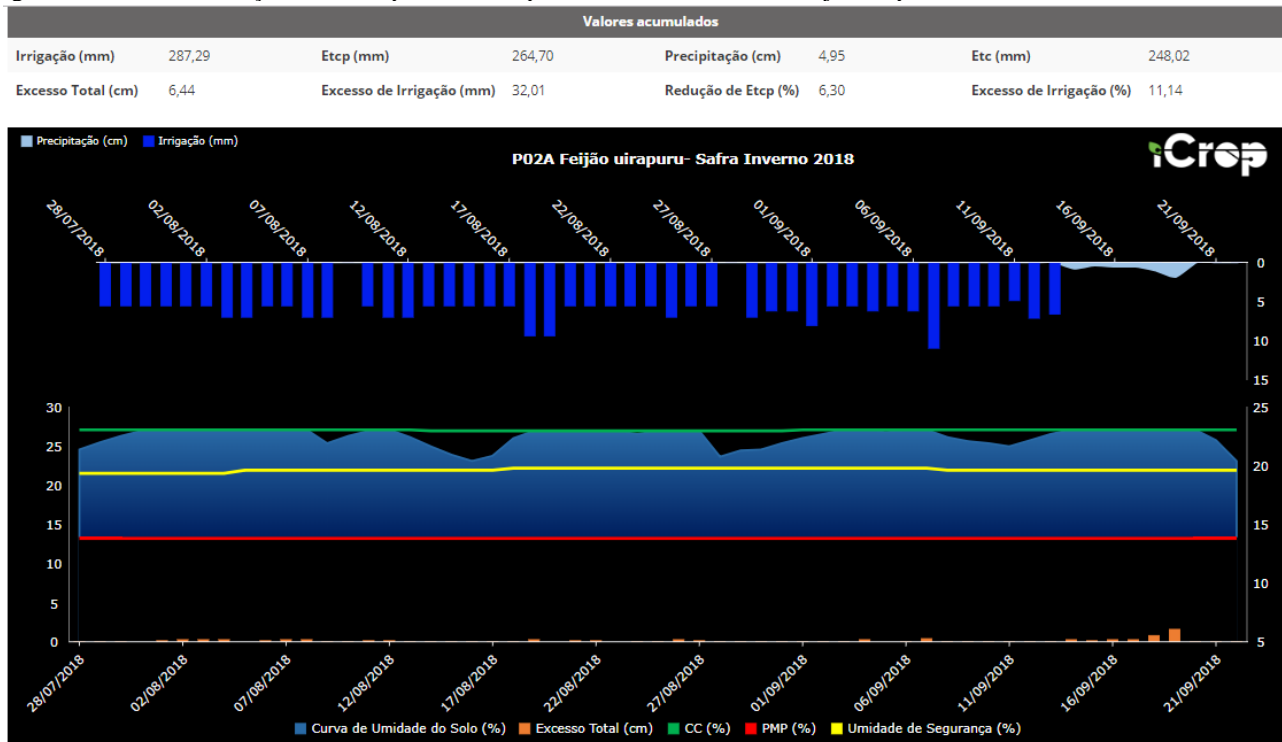 Valores acumulados
Irrigação (mm) 287,29 Etcp (mm) 264,70 Precipitação (cm) 4,95 Etc (mm) 248,02
Excesso Total (cm) 6,44 Excesso de Irrigação (mm) 32,01 Redução de Etcp (%) 6,30 Excesso de Irrigação (%) 11,14
Precipitação (cm) Irrigação (mm)
iCrop
P02A Feijão uirapuru- Safra Inverno 2018
28/07/2018 02/08/2018 07/08/2018 12/08/2018 17/08/2018 22/08/2018 27/08/2018 01/09/2018 06/09/2018 11/09/2018 16/09/2018 21/09/2018
0
5
10
15
30 25
25
20 20
15 15
10 10
5
0 5
28/07/2018 02/08/2018 07/08/2018 12/08/2018 17/08/2018 22/08/2018 27/08/2018 01/09/2018 06/09/2018 11/09/2018 16/09/2018 21/09/2018
Curva de Umidade do Solo (%) Excesso Total (cm) CC (%) PMP (%) Umidade de Segurança (%)